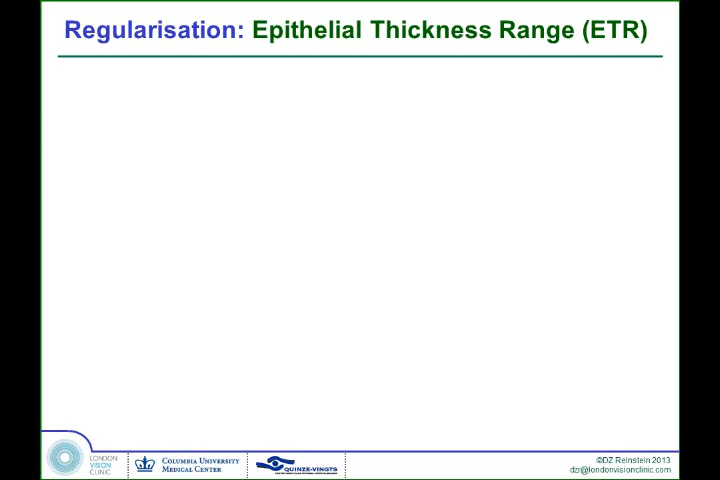 Regularisation: Epithelial Thickness Range (ETR)
LONDON
VISION
CLINIC
COLUMBIA UNIVERSITY
MEDICAL CENTER
QUINZE-VINGTS
©DZ Reinstein 2013
dzr@londonvisionclinic.com